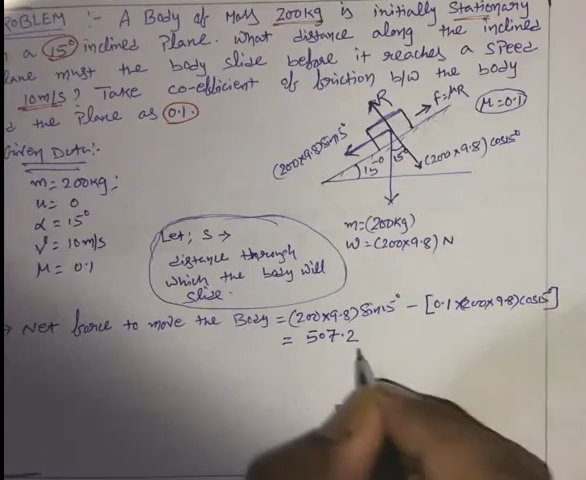 ROBLEM :- A Body of Mass 200kg is initially Stationary
n a 15° inclined Plane. What distance along the inclined
lane must the body slide before it reaches a speed
10m/s? Take co-efficient of friction b/w the body
d the Plane as 0.1.
Given Data:-
m = 200kg
u = 0
α = 15°
V = 10m/s
μ = 0.1
R
F=μR
μ=0.1
(200×9.8)sin15°
15°
15°
(200×9.8)cos15°
m=(200kg)
W=(200×9.8)N
Let; S →
distance through
which the body will
slide.
→ Net force to move the Body = (200×9.8)Sin15° - [0.1×(200×9.8)cos15°]
= 507.2